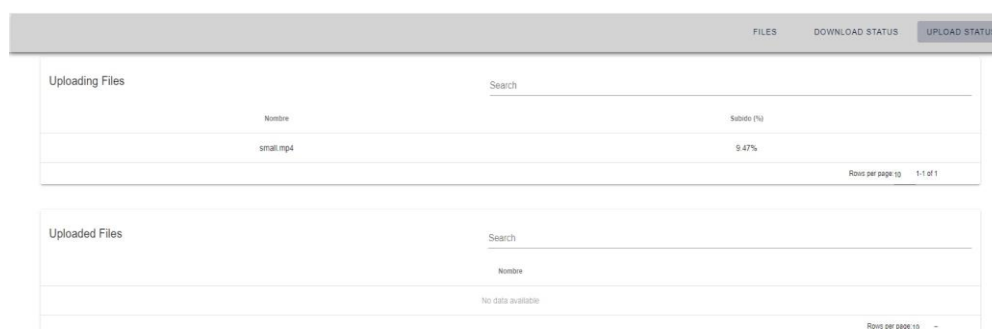 FILES DOWNLOAD STATUS UPLOAD STATUS
Uploading Files Search
Nombre Subido (%)
small.mp4 9.47%
Rows per page: 10 1-1 of 1
Uploaded Files Search
Nombre
No data available
Rows per page: 10 –